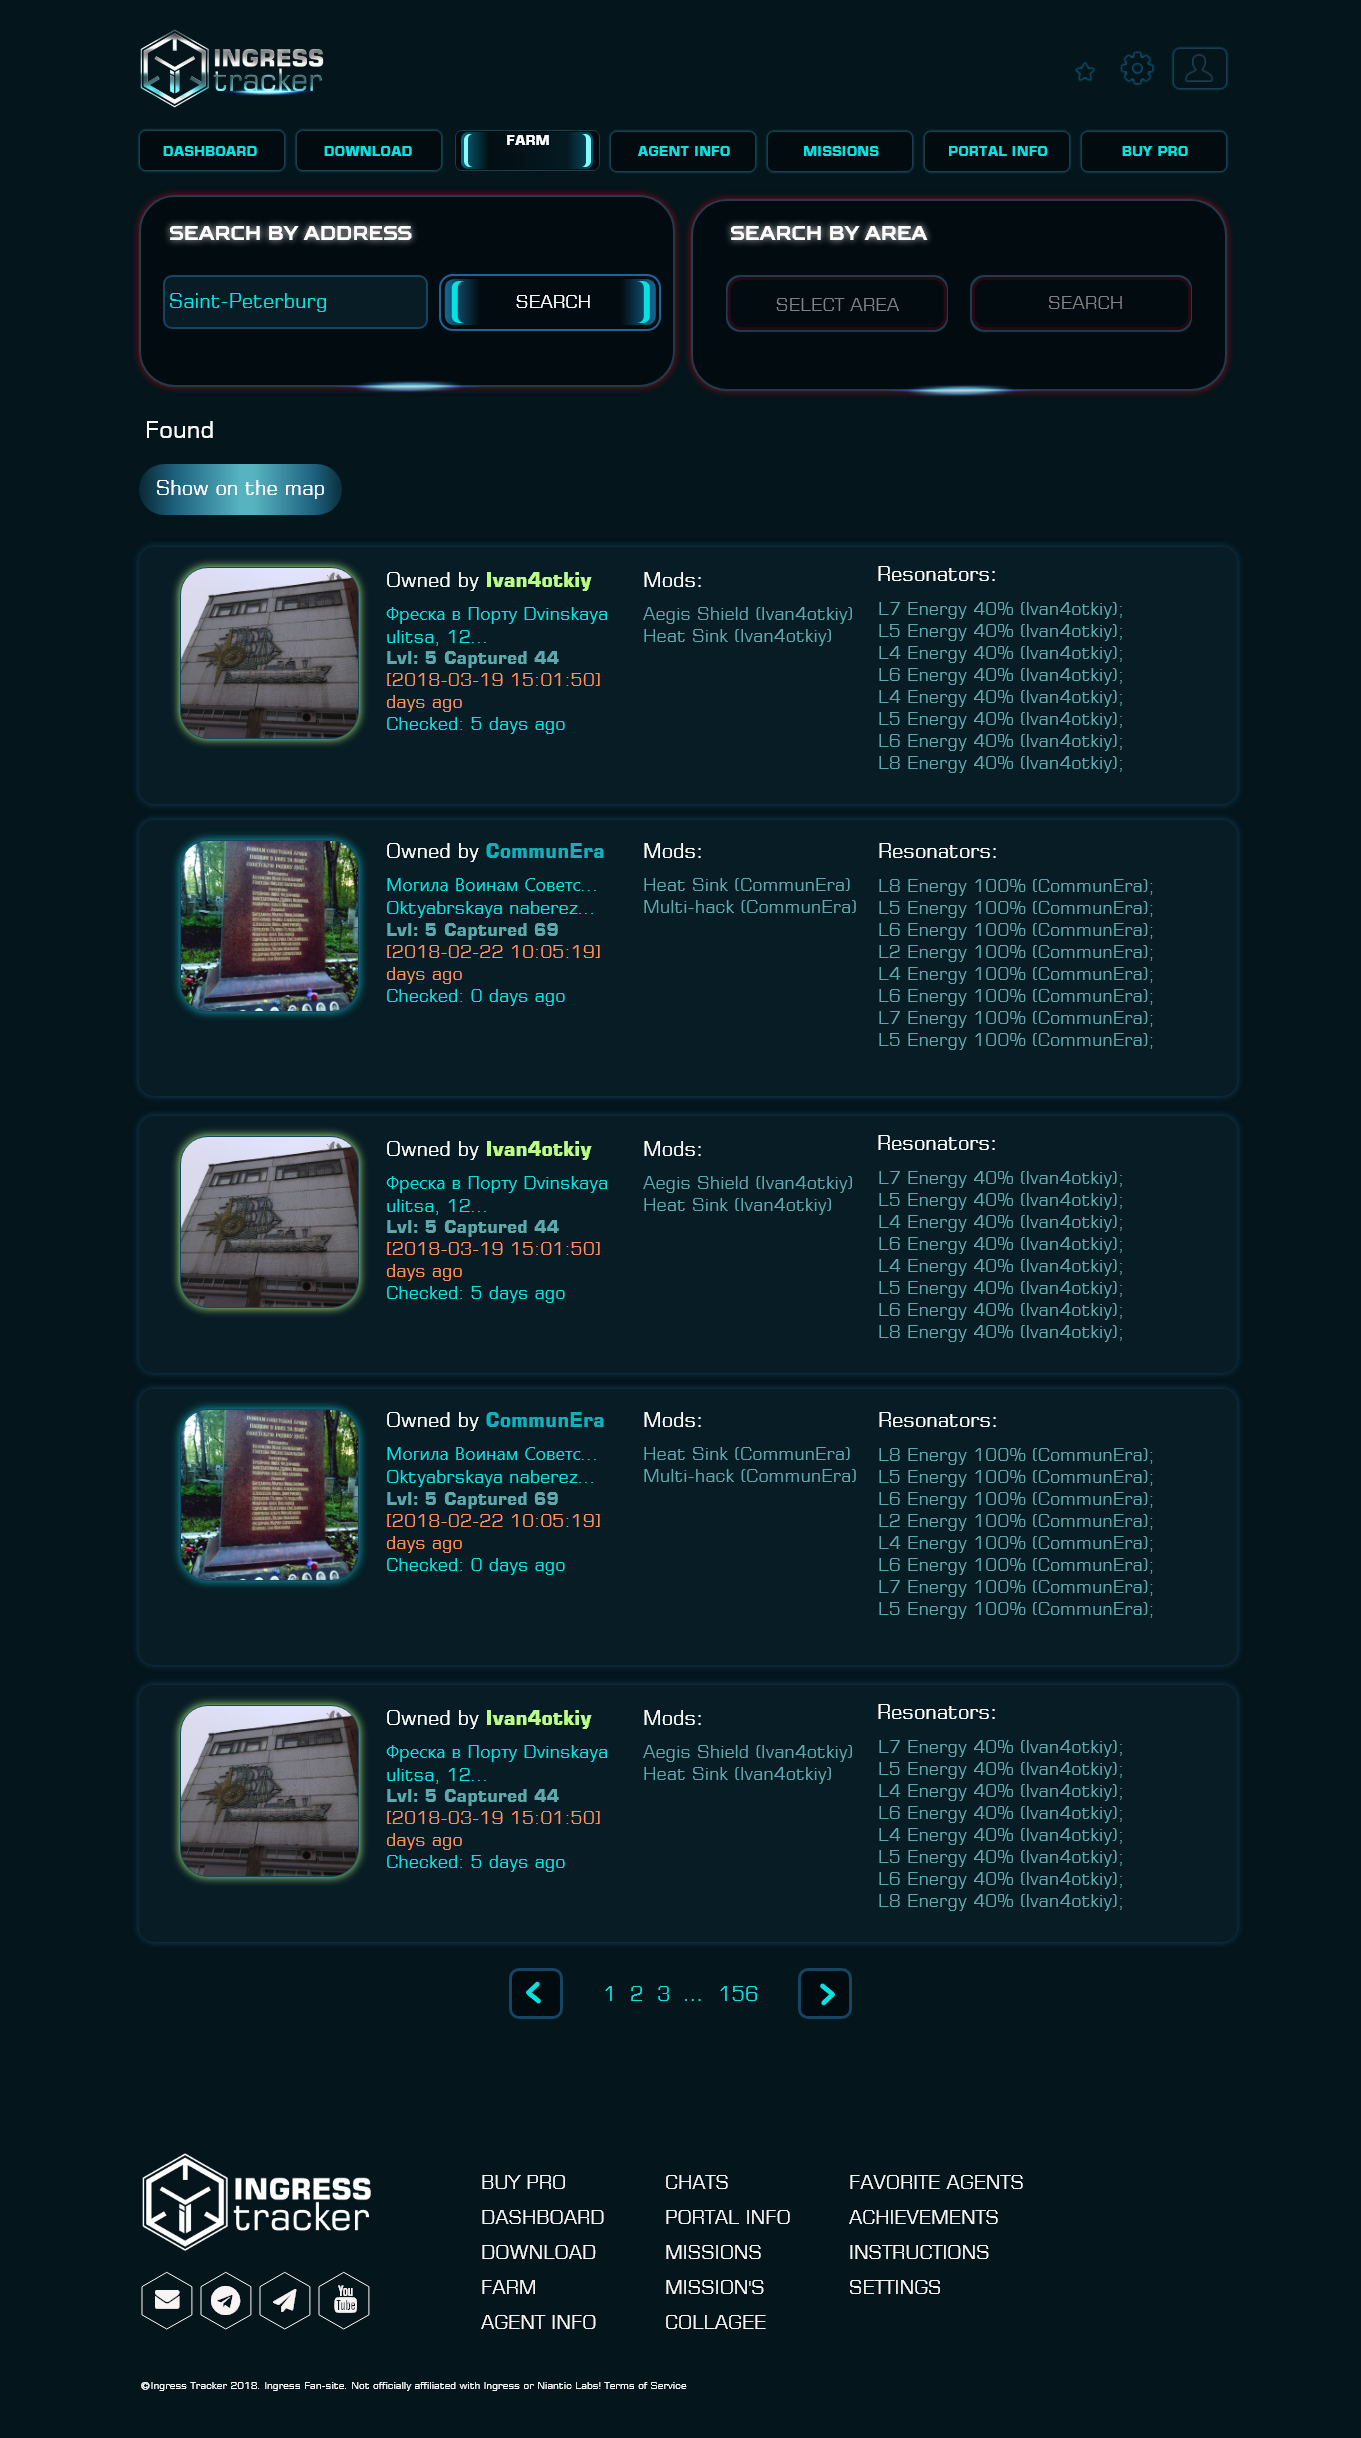 INGRESS
tracker
DASHBOARD DOWNLOAD FARM AGENT INFO MISSIONS PORTAL INFO BUY PRO
SEARCH BY ADDRESS
Saint-Peterburg SEARCH
SEARCH BY AREA
SELECT AREA SEARCH
Found
Show on the map
Owned by Ivan4otkiy
Фреска в Порту Dvinskaya
ulitsa, 12...
Lvl: 5 Captured 44
[2018-03-19 15:01:50]
days ago
Checked: 5 days ago
Mods:
Aegis Shield (Ivan4otkiy)
Heat Sink (Ivan4otkiy)
Resonators:
L7 Energy 40% (Ivan4otkiy);
L5 Energy 40% (Ivan4otkiy);
L4 Energy 40% (Ivan4otkiy);
L6 Energy 40% (Ivan4otkiy);
L4 Energy 40% (Ivan4otkiy);
L5 Energy 40% (Ivan4otkiy);
L6 Energy 40% (Ivan4otkiy);
L8 Energy 40% (Ivan4otkiy);
Owned by CommunEra
Могила Воинам Советс...
Oktyabrskaya naberez...
Lvl: 5 Captured 69
[2018-02-22 10:05:19]
days ago
Checked: 0 days ago
Mods:
Heat Sink (CommunEra)
Multi-hack (CommunEra)
Resonators:
L8 Energy 100% (CommunEra);
L5 Energy 100% (CommunEra);
L6 Energy 100% (CommunEra);
L2 Energy 100% (CommunEra);
L4 Energy 100% (CommunEra);
L6 Energy 100% (CommunEra);
L7 Energy 100% (CommunEra);
L5 Energy 100% (CommunEra);
Owned by Ivan4otkiy
Фреска в Порту Dvinskaya
ulitsa, 12...
Lvl: 5 Captured 44
[2018-03-19 15:01:50]
days ago
Checked: 5 days ago
Mods:
Aegis Shield (Ivan4otkiy)
Heat Sink (Ivan4otkiy)
Resonators:
L7 Energy 40% (Ivan4otkiy);
L5 Energy 40% (Ivan4otkiy);
L4 Energy 40% (Ivan4otkiy);
L6 Energy 40% (Ivan4otkiy);
L4 Energy 40% (Ivan4otkiy);
L5 Energy 40% (Ivan4otkiy);
L6 Energy 40% (Ivan4otkiy);
L8 Energy 40% (Ivan4otkiy);
Owned by CommunEra
Могила Воинам Советс...
Oktyabrskaya naberez...
Lvl: 5 Captured 69
[2018-02-22 10:05:19]
days ago
Checked: 0 days ago
Mods:
Heat Sink (CommunEra)
Multi-hack (CommunEra)
Resonators:
L8 Energy 100% (CommunEra);
L5 Energy 100% (CommunEra);
L6 Energy 100% (CommunEra);
L2 Energy 100% (CommunEra);
L4 Energy 100% (CommunEra);
L6 Energy 100% (CommunEra);
L7 Energy 100% (CommunEra);
L5 Energy 100% (CommunEra);
Owned by Ivan4otkiy
Фреска в Порту Dvinskaya
ulitsa, 12...
Lvl: 5 Captured 44
[2018-03-19 15:01:50]
days ago
Checked: 5 days ago
Mods:
Aegis Shield (Ivan4otkiy)
Heat Sink (Ivan4otkiy)
Resonators:
L7 Energy 40% (Ivan4otkiy);
L5 Energy 40% (Ivan4otkiy);
L4 Energy 40% (Ivan4otkiy);
L6 Energy 40% (Ivan4otkiy);
L4 Energy 40% (Ivan4otkiy);
L5 Energy 40% (Ivan4otkiy);
L6 Energy 40% (Ivan4otkiy);
L8 Energy 40% (Ivan4otkiy);
1 2 3 ... 156
INGRESS
tracker
You
Tube
BUY PRO
DASHBOARD
DOWNLOAD
FARM
AGENT INFO
CHATS
PORTAL INFO
MISSIONS
MISSION'S
COLLAGEE
FAVORITE AGENTS
ACHIEVEMENTS
INSTRUCTIONS
SETTINGS
©Ingress Tracker 2018. Ingress Fan-site. Not officially affiliated with Ingress or Niantic Labs! Terms of Service